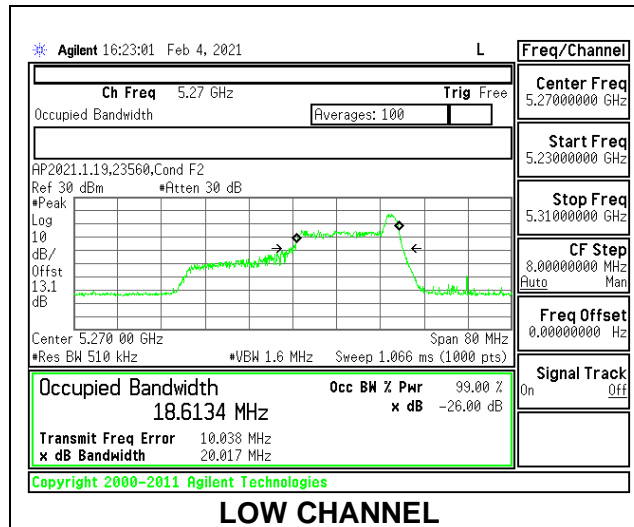 Agilent 16:23:01 Feb 4, 2021 L
Freq/Channel
Ch Freq 5.27 GHz Trig Free
Occupied Bandwidth Averages: 100
AP2021.1.19,23560,Cond F2
Ref 30 dBm #Atten 30 dB
#Peak
Log
10
dB/
Offst
13.1
dB
Center 5.270 00 GHz Span 80 MHz
#Res BW 510 kHz #VBW 1.6 MHz Sweep 1.066 ms (1000 pts)
Occupied Bandwidth Occ BW % Pwr 99.00 %
18.6134 MHz x dB -26.00 dB
Transmit Freq Error 10.038 MHz
x dB Bandwidth 20.017 MHz
Copyright 2000-2011 Agilent Technologies
Center Freq
5.27000000 GHz
Start Freq
5.23000000 GHz
Stop Freq
5.31000000 GHz
CF Step
8.00000000 MHz
Auto Man
Freq Offset
0.00000000 Hz
Signal Track
On Off
LOW CHANNEL